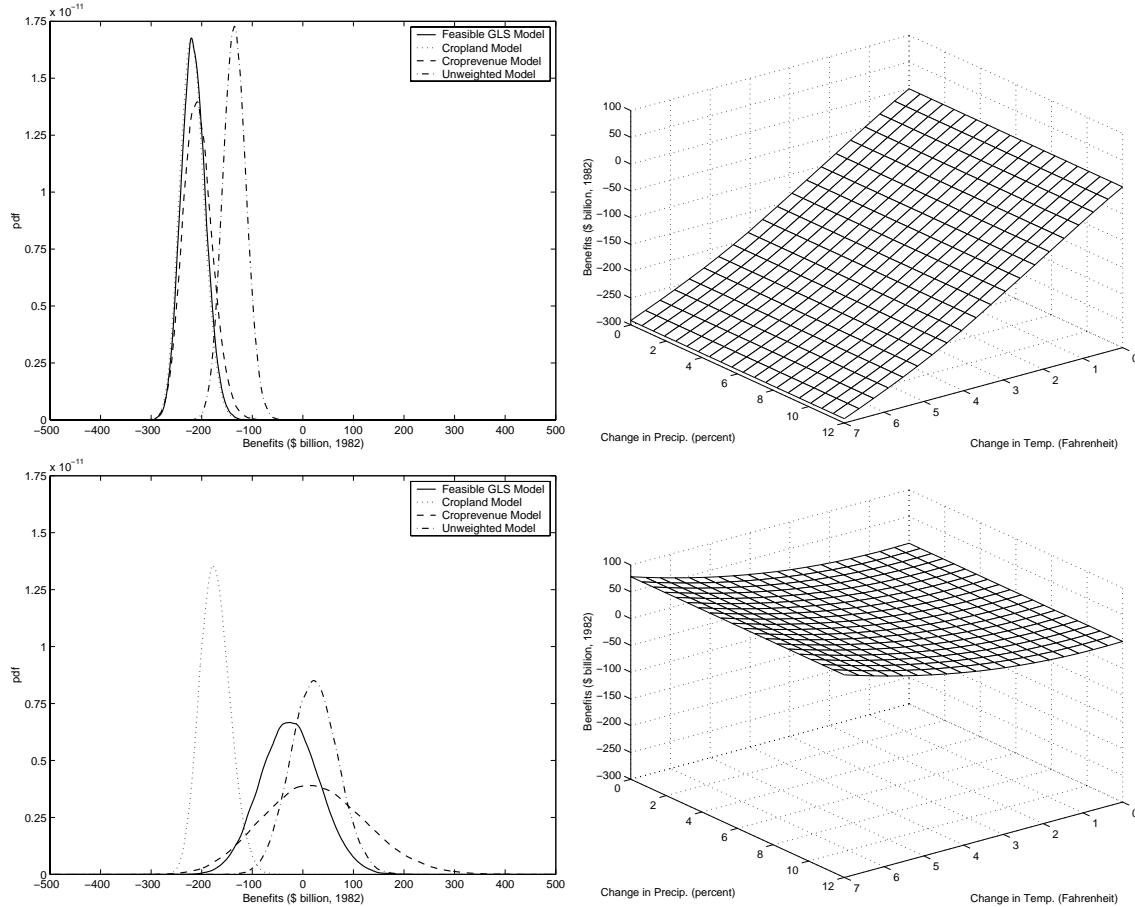 x 10⁻¹¹
1.75
1.5
1.25
1
0.75
0.5
0.25
0
pdf
Feasible GLS Model
Cropland Model
Croprevenue Model
Unweighted Model
−500 −400 −300 −200 −100 0 100 200 300 400 500
Benefits ($ billion, 1982)
100
50
0
−50
−100
−150
−200
−250
−300
Benefits ($ billion, 1982)
0 2 4 6 8 10 12
Change in Precip. (percent)
7 6 5 4 3 2 1 0
Change in Temp. (Fahrenheit)
x 10⁻¹¹
1.75
1.5
1.25
1
0.75
0.5
0.25
0
pdf
Feasible GLS Model
Cropland Model
Croprevenue Model
Unweighted Model
−500 −400 −300 −200 −100 0 100 200 300 400 500
Benefits ($ billion, 1982)
100
50
0
−50
−100
−150
−200
−250
−300
Benefits ($ billion, 1982)
0 2 4 6 8 10 12
Change in Precip. (percent)
7 6 5 4 3 2 1 0
Change in Temp. (Fahrenheit)